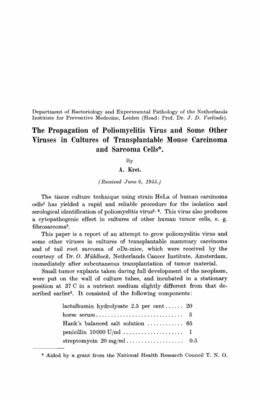 Department of Bacteriology and Experimental Pathology of the Netherlands
Institute for Preventive Medicine, Leiden (Head: Prof. Dr. J. D. Verlinde).
The Propagation of Poliomyelitis Virus and Some Other
Viruses in Cultures of Transplantable Mouse Carcinoma
and Sarcoma Cells*.
By
A. Kret.
(Received June 6, 1955.)
The tissue culture technique using strain HeLa of human carcinoma
cells has yielded a rapid and reliable procedure for the isolation and
serological identification of poliomyelitis virus. This virus also produces
a cytopathogenic effect in cultures of other human tumor cells, e. g.
fibrosarcoma.
This paper is a report of an attempt to grow poliomyelitis virus and
some other viruses in cultures of transplantable mammary carcinoma
and of tail root sarcoma of oDs-mice, which were received by the
courtesy of Dr. O. Mühlbock, Netherlands Cancer Institute, Amsterdam,
immediately after subcutaneous transplantation of tumor material.
Small tumor explants taken during full development of the neoplasm,
were put on the wall of culture tubes, and incubated in a stationary
position at 37 C in a nutrient medium slightly different from that de-
scribed earlier. It consisted of the following components:
lactalbumin hydrolysate 2.5 per cent ...... 20
horse serum ...... 5
Hank's balanced salt solution ...... 65
penicillin 10000 U/ml ...... 1
streptomycin 20 mg/ml ...... 0.5
* Aided by a grant from the National Health Research Council T. N. O.